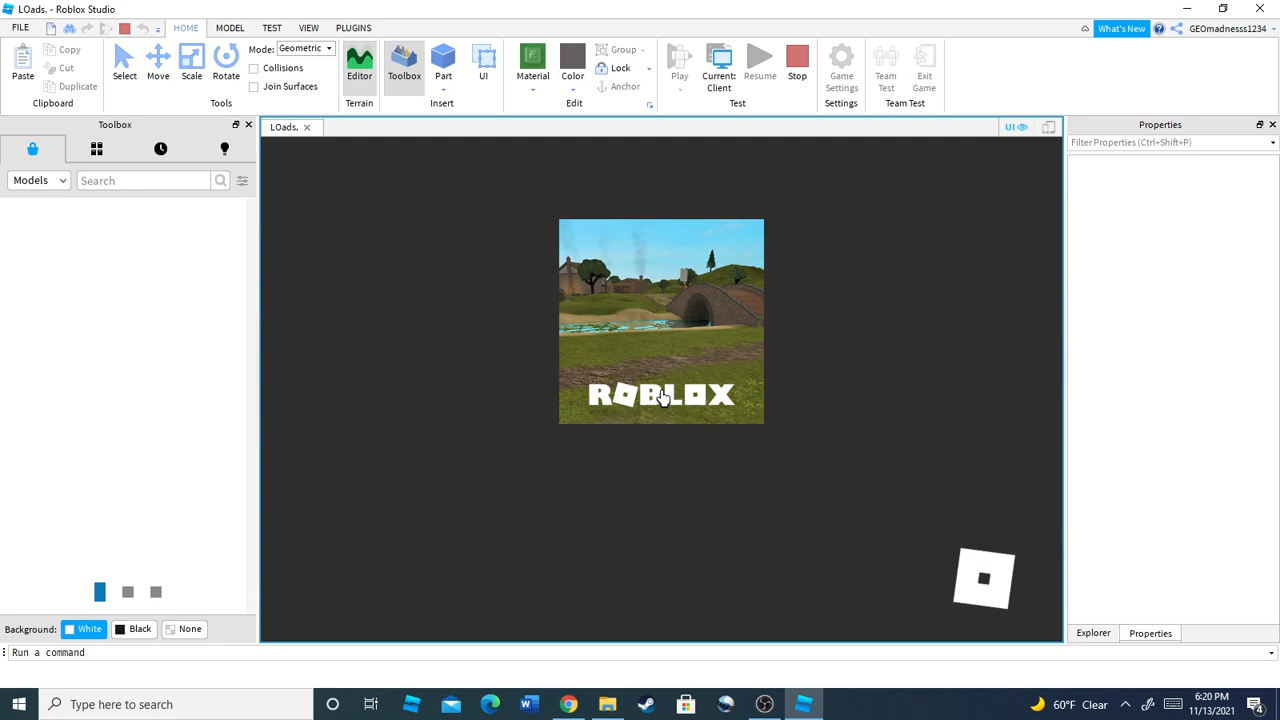 LOads. - Roblox Studio
FILE HOME MODEL TEST VIEW PLUGINS What's New GEOmadnesss1234
Paste Copy Cut Duplicate Clipboard
Select Move Scale Rotate Mode: Geometric Collisions Join Surfaces Tools
Editor Terrain
Toolbox Part UI Insert
Material Color Group Lock Anchor Edit
Play Current: Client Resume Stop Test
Game Settings Settings
Team Test Exit Game Team Test
Toolbox LOads. UI Properties
Filter Properties (Ctrl+Shift+P)
Models Search
ROBLOX
Background: White Black None Explorer Properties
Run a command
Type here to search 60°F Clear 6:20 PM
11/13/2021 4